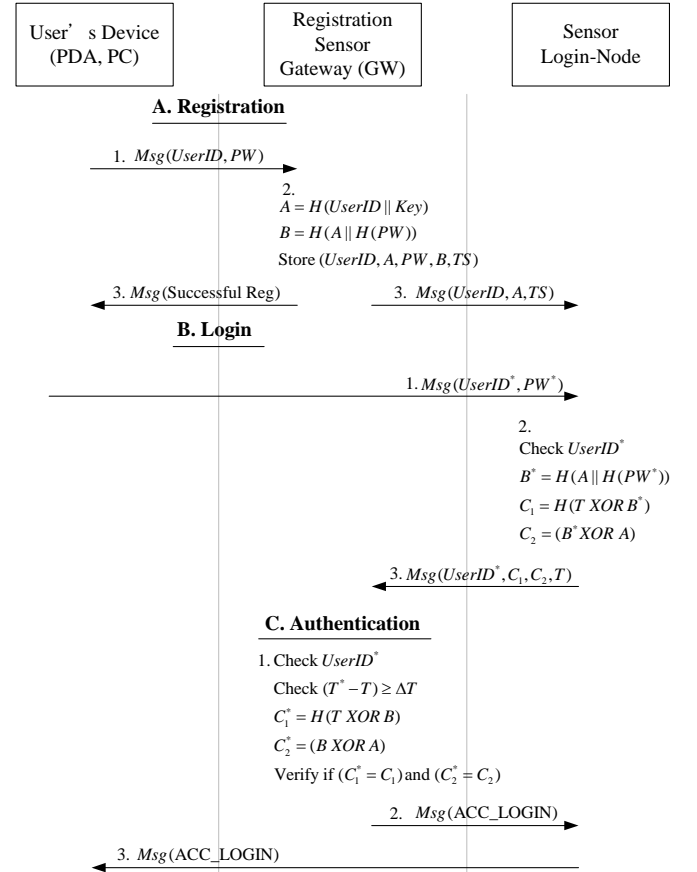 User's Device
(PDA, PC)
Registration
Sensor
Gateway (GW)
Sensor
Login-Node
A. Registration
1. Msg(UserID, PW)
2.
A = H(UserID || Key)
B = H(A || H(PW))
Store (UserID, A, PW, B, TS)
3. Msg(Successful Reg)
3. Msg(UserID, A, TS)
B. Login
1. Msg(UserID*, PW*)
2.
Check UserID*
B* = H(A || H(PW*))
C₁ = H(T XOR B*)
C₂ = (B* XOR A)
3. Msg(UserID*, C₁, C₂, T)
C. Authentication
1. Check UserID*
Check (T* − T) ≥ ΔT
C₁* = H(T XOR B)
C₂* = (B XOR A)
Verify if (C₁* = C₁) and (C₂* = C₂)
2. Msg(ACC_LOGIN)
3. Msg(ACC_LOGIN)